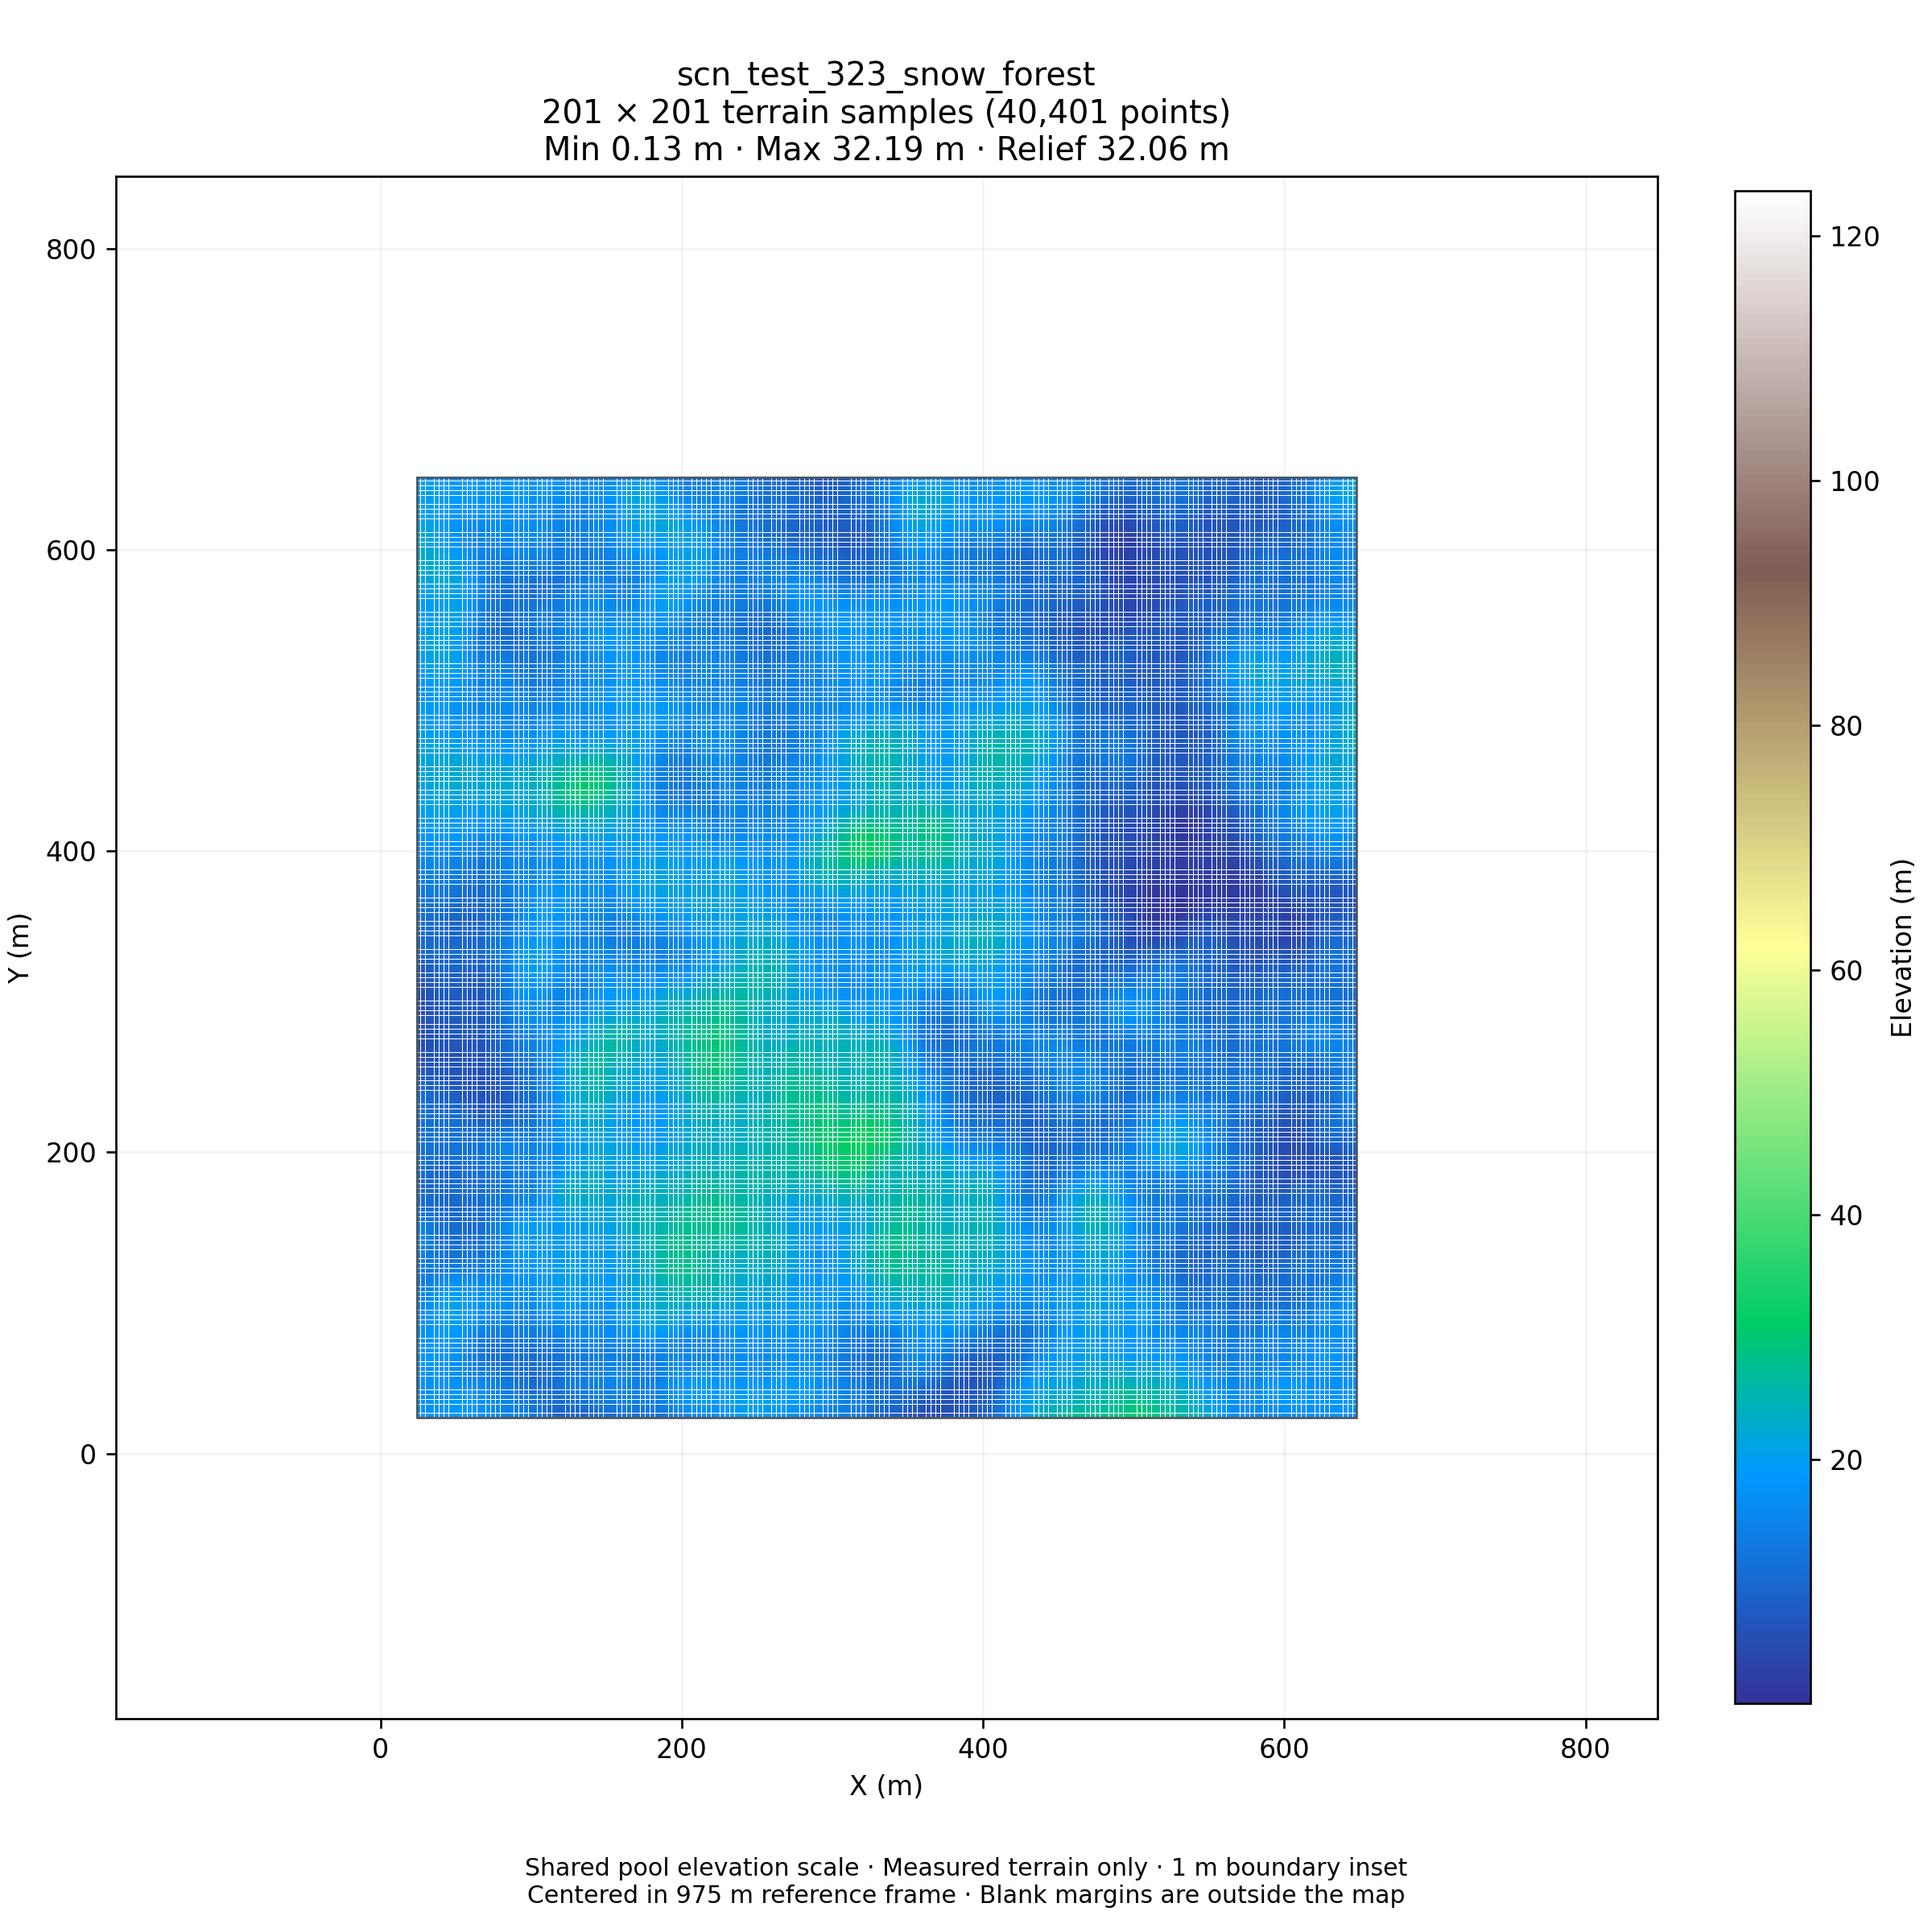 scn_test_323_snow_forest
201 × 201 terrain samples (40,401 points)
Min 0.13 m · Max 32.19 m · Relief 32.06 m
800
600
400
200
0
Y (m)
0
200
400
600
800
X (m)
120
100
80
60
40
20
Elevation (m)
Shared pool elevation scale · Measured terrain only · 1 m boundary inset
Centered in 975 m reference frame · Blank margins are outside the map